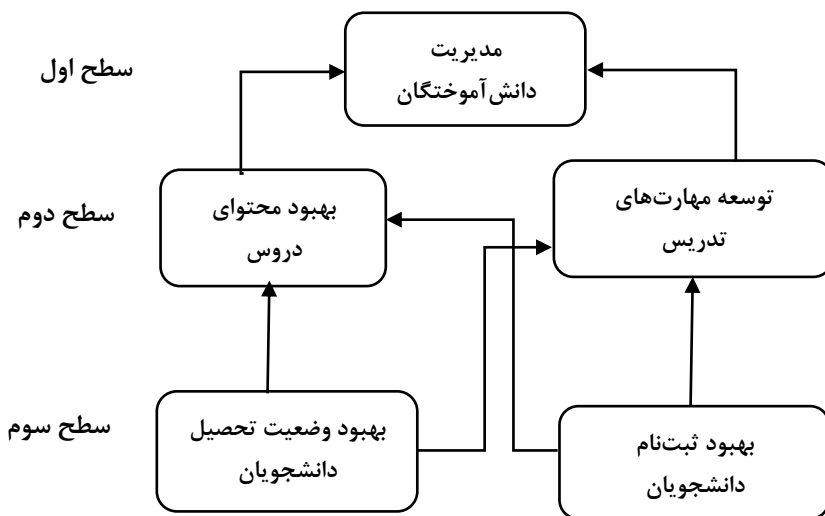 سطح اول
مدیریت
دانش‌آموختگان
سطح دوم
توسعه مهارت‌های
تدریس
بهبود محتوای
دروس
سطح سوم
بهبود ثبت‌نام
دانشجویان
بهبود وضعیت تحصیل
دانشجویان